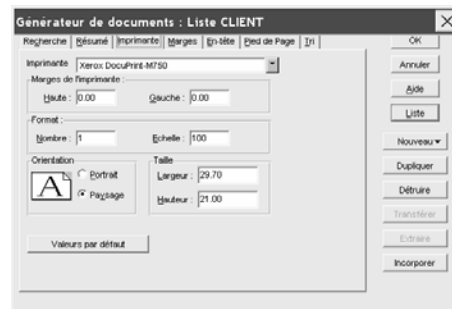 Générateur de documents : Liste CLIENT
Recherche Résumé Imprimante Marges En-tête Pied de Page Tri
OK
Imprimante Xerox DocuPrint-M750
Annuler
Marges de l'imprimante :
Aide
Haute : 0.00 Gauche : 0.00
Liste
Format :
Nombre : 1 Echelle : 100
Nouveau
Orientation Taille
Dupliquer
A Portrait Largeur : 29.70
Paysage Hauteur : 21.00
Détruire
Transférer
Valeurs par défaut
Extraire
Incorporer